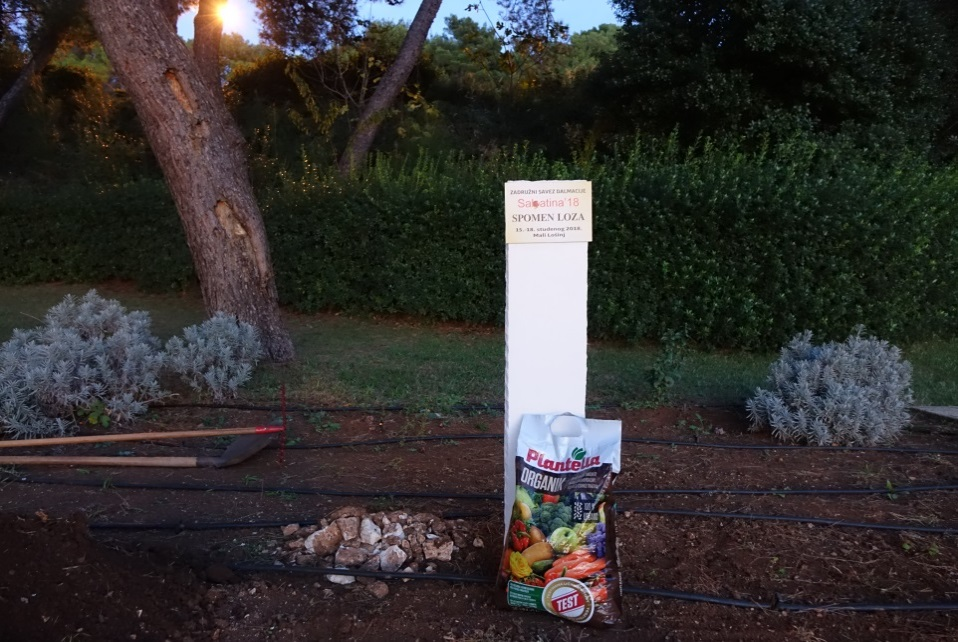 ZADRUŽNI SAVEZ DALMACIJE
Sabatina'18
SPOMEN LOZA
15.-18. studenog 2018.
Mali Lošinj
Plantella
ORGANIK
TEST